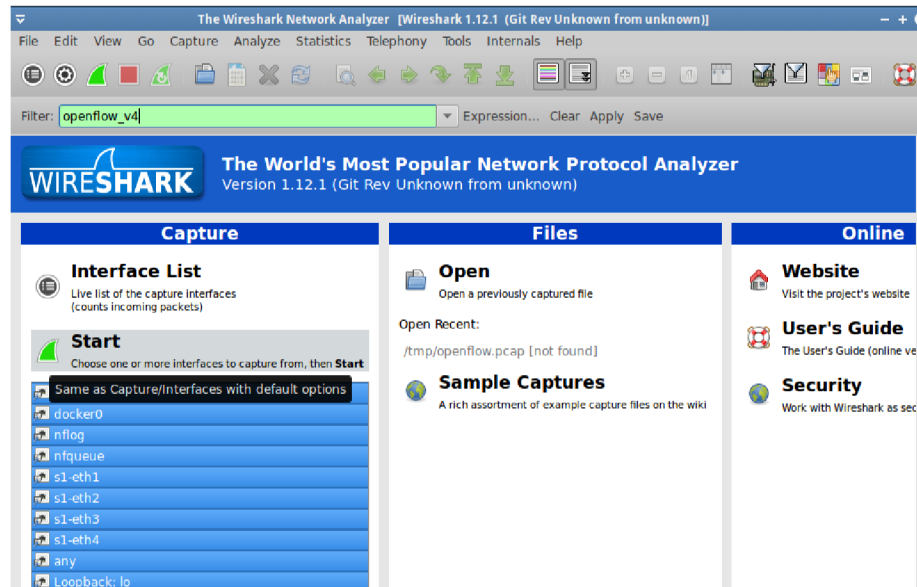 The Wireshark Network Analyzer [Wireshark 1.12.1 (Git Rev Unknown from unknown)]
File Edit View Go Capture Analyze Statistics Telephony Tools Internals Help
Filter: openflow_v4 Expression... Clear Apply Save
WIRESHARK
The World's Most Popular Network Protocol Analyzer
Version 1.12.1 (Git Rev Unknown from unknown)
Capture
Interface List
Live list of the capture interfaces
(counts incoming packets)
Start
Choose one or more interfaces to capture from, then Start
Same as Capture/Interfaces with default options
docker0
nflog
nfqueue
s1-eth1
s1-eth2
s1-eth3
s1-eth4
any
Loopback: lo
Files
Open
Open a previously captured file
Open Recent:
/tmp/openflow.pcap [not found]
Sample Captures
A rich assortment of example capture files on the wiki
Online
Website
Visit the project's website
User's Guide
The User's Guide (online
Security
Work with Wireshark as